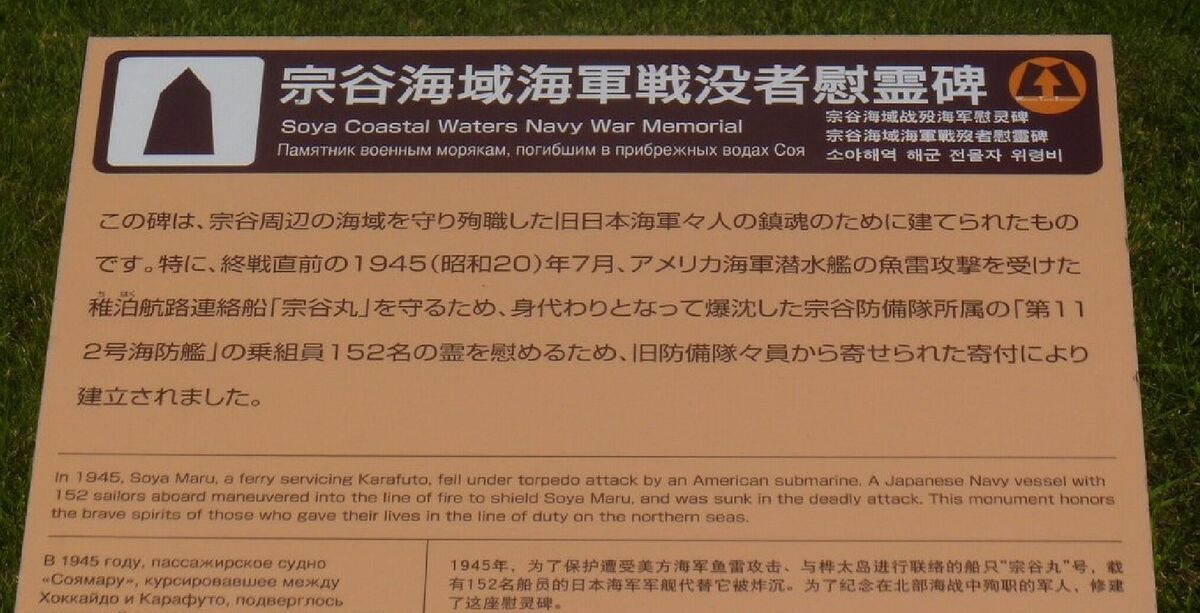 宗谷海域海軍戦没者慰霊碑
Soya Coastal Waters Navy War Memorial
Памятник военным морякам, погибшим в прибрежных водах Соя
宗谷海域战殁海军慰灵碑
宗谷海域海軍戰歿者慰靈碑
소야해역 해군 전몰자 위령비
この碑は、宗谷周辺の海域を守り殉職した旧日本海軍々人の鎮魂のために建てられたもの
です。特に、終戦直前の1945(昭和20)年7月、アメリカ海軍潜水艦の魚雷攻撃を受けた
ち はく
稚泊航路連絡船「宗谷丸」を守るため、身代わりとなって爆沈した宗谷防備隊所属の「第11
2号海防艦」の乗組員152名の霊を慰めるため、旧防備隊々員から寄せられた寄付により
建立されました。
In 1945, Soya Maru, a ferry servicing Karafuto, fell under torpedo attack by an American submarine. A Japanese Navy vessel with
152 sailors aboard maneuvered into the line of fire to shield Soya Maru, and was sunk in the deadly attack. This monument honors
the brave spirits of those who gave their lives in the line of duty on the northern seas.
В 1945 году, пассажирское судно
«Соямару», курсировавшее между
Хоккайдо и Карафуто, подверглось
1945年，为了保护遭受美方海军鱼雷攻击、与桦太岛进行联络的船只"宗谷丸"号，载
有152名船员的日本海军军舰代替它被炸沉。为了纪念在北部海战中殉职的军人，修建
了这座慰灵碑。